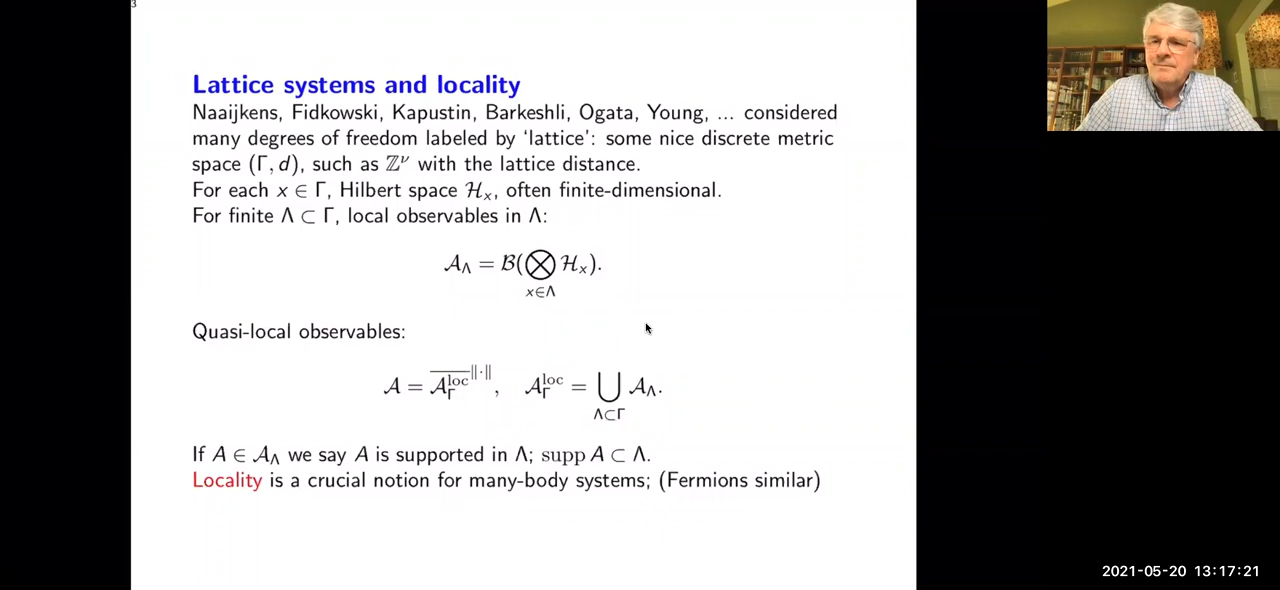 3
Lattice systems and locality
Naaijkens, Fidkowski, Kapustin, Barkeshli, Ogata, Young, ... considered
many degrees of freedom labeled by ‘lattice’: some nice discrete metric
space (Γ, d), such as ℤ^ν with the lattice distance.
For each x ∈ Γ, Hilbert space ℋ_x, often finite-dimensional.
For finite Λ ⊂ Γ, local observables in Λ:
𝒜_Λ = ℬ(⨂_{x∈Λ} ℋ_x).
Quasi-local observables:
𝒜 = \overline{𝒜_Γ^{loc}}^{‖·‖}, 𝒜_Γ^{loc} = ⋃_{Λ⊂Γ} 𝒜_Λ.
If A ∈ 𝒜_Λ we say A is supported in Λ; supp A ⊂ Λ.
Locality is a crucial notion for many-body systems; (Fermions similar)
2021-05-20 13:17:21